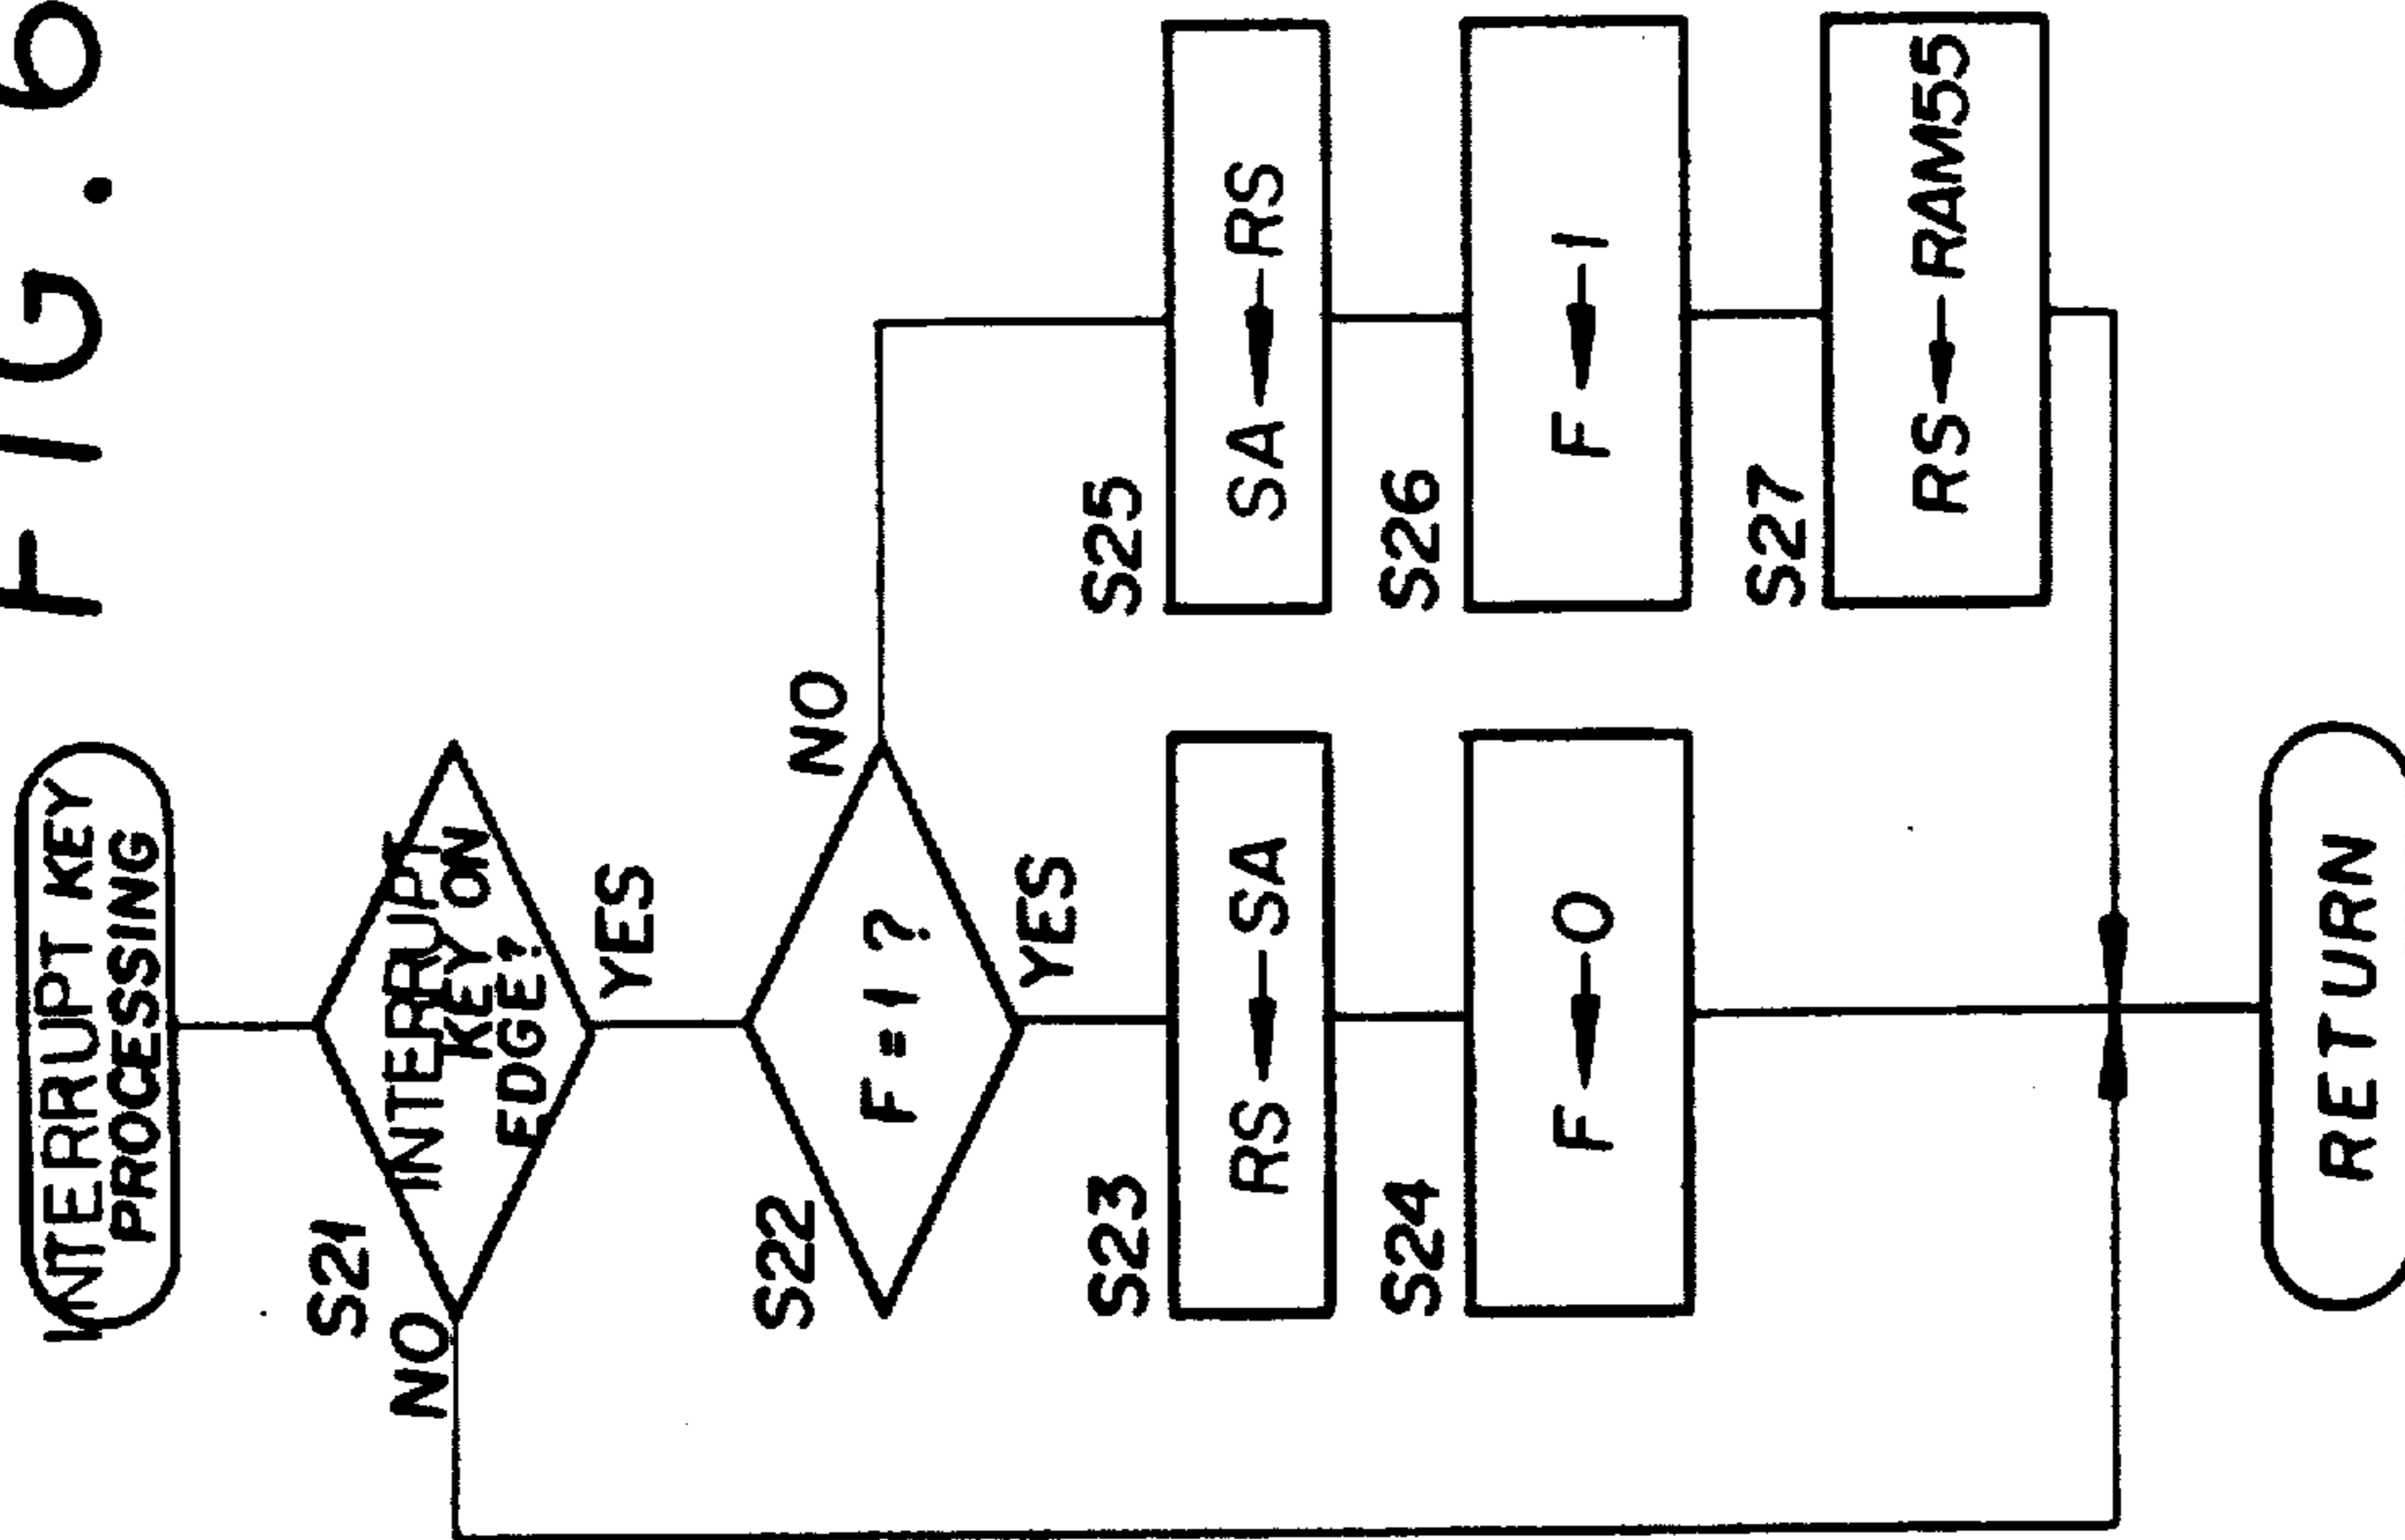 FIG. 6
INTERRUPT KEY
PROCESSING
S21
INTERRUPT
KEY ON
EDGE?
NO
YES
S22
F=1?
NO
YES
S23
RS ← SA
S24
F ← 0
S25
SA ← RS
S26
F ← 1
S27
RS ← RAM55
RETURN